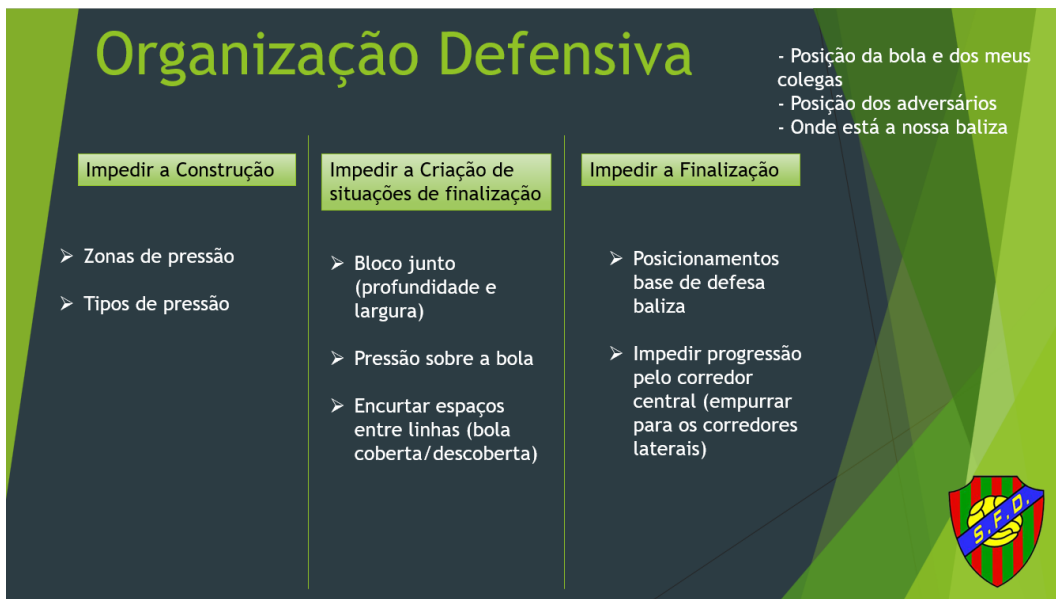 Organização Defensiva
- Posição da bola e dos meus
colegas
- Posição dos adversários
- Onde está a nossa baliza
Impedir a Construção
➢ Zonas de pressão
➢ Tipos de pressão
Impedir a Criação de
situações de finalização
➢ Bloco junto
(profundidade e
largura)
➢ Pressão sobre a bola
➢ Encurtar espaços
entre linhas (bola
coberta/descoberta)
Impedir a Finalização
➢ Posicionamentos
base de defesa
baliza
➢ Impedir progressão
pelo corredor
central (empurrar
para os corredores
laterais)
S.F.D.